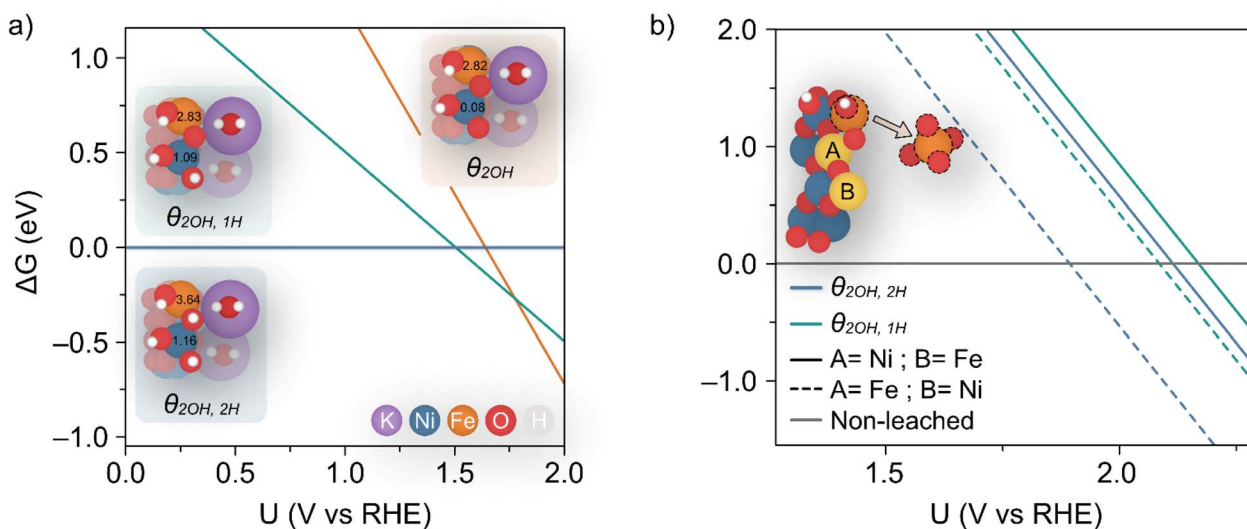 a)
ΔG (eV)
1.0
0.5
0.0
−0.5
−1.0
2.83
1.09
θ2OH, 1H
2.82
0.08
θ2OH
3.64
1.16
θ2OH, 2H
K Ni Fe O H
0.0 0.5 1.0 1.5 2.0
U (V vs RHE)
b)
2.0
1.0
0.0
−1.0
A
B
θ2OH, 2H
θ2OH, 1H
A= Ni ; B= Fe
A= Fe ; B= Ni
Non-leached
1.5 2.0
U (V vs RHE)